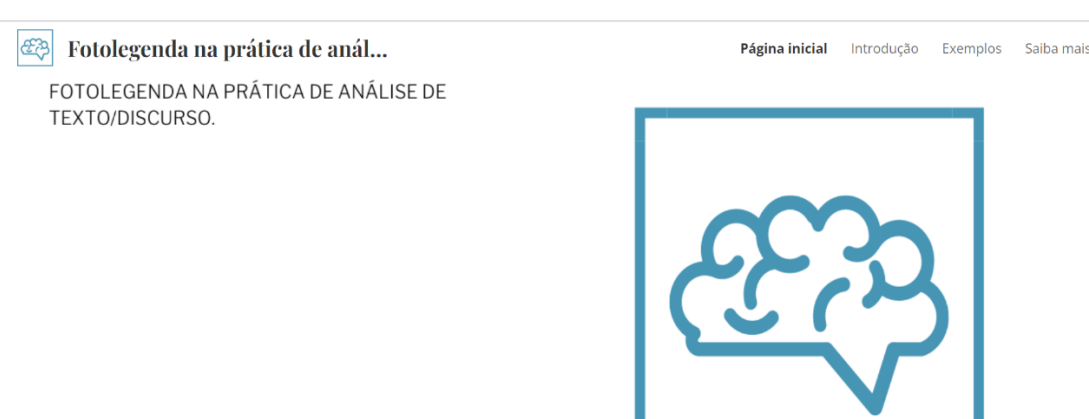 Fotolegenda na prática de anál...
Página inicial
Introdução
Exemplos
Saiba mais
FOTOLEGENDA NA PRÁTICA DE ANÁLISE DE
TEXTO/DISCURSO.